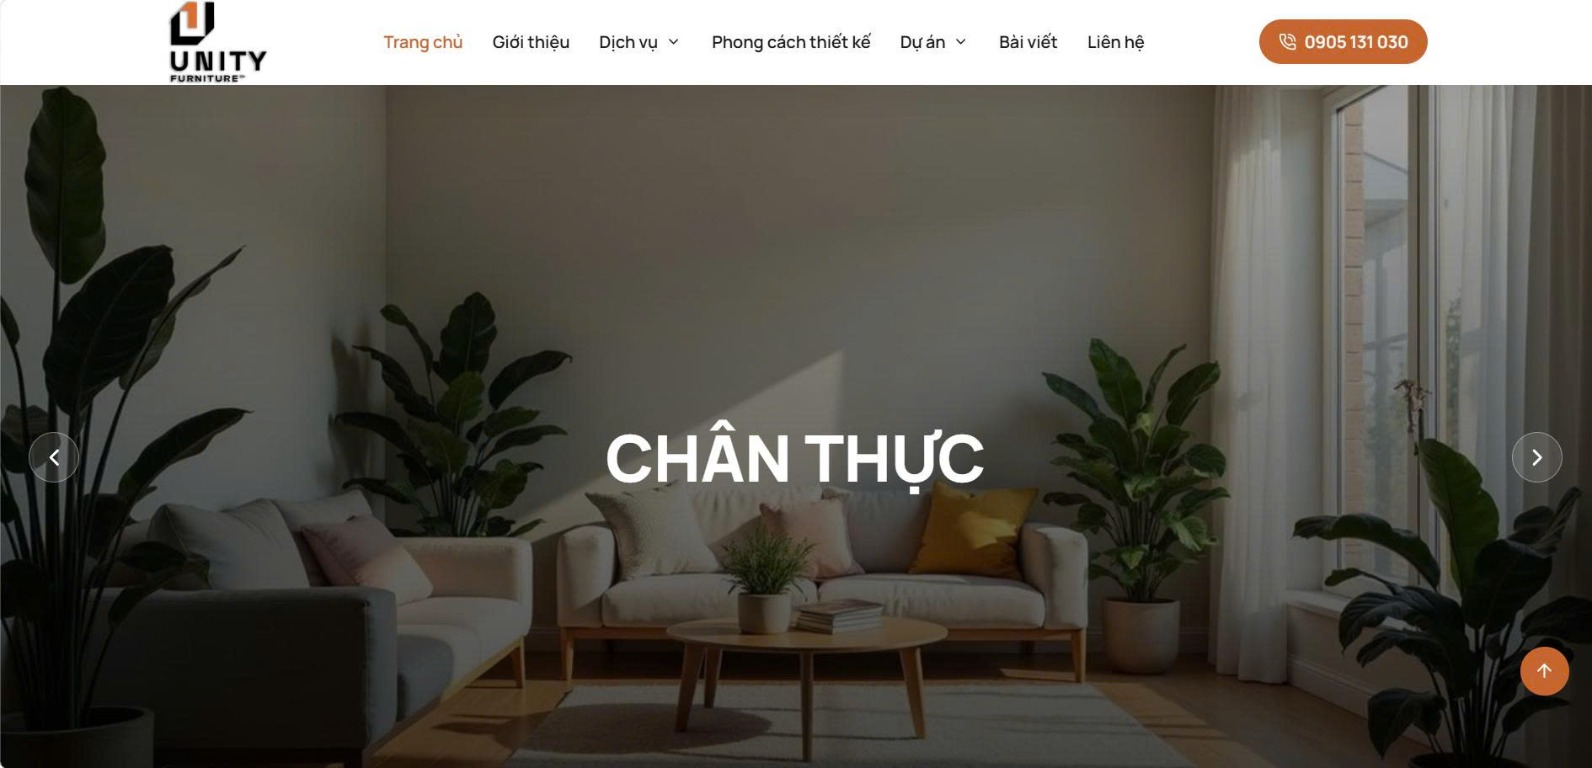 UNITY
FURNITURE
Trang chủ
Giới thiệu
Dịch vụ
Phong cách thiết kế
Dự án
Bài viết
Liên hệ
0905 131 030
CHÂN THỰC